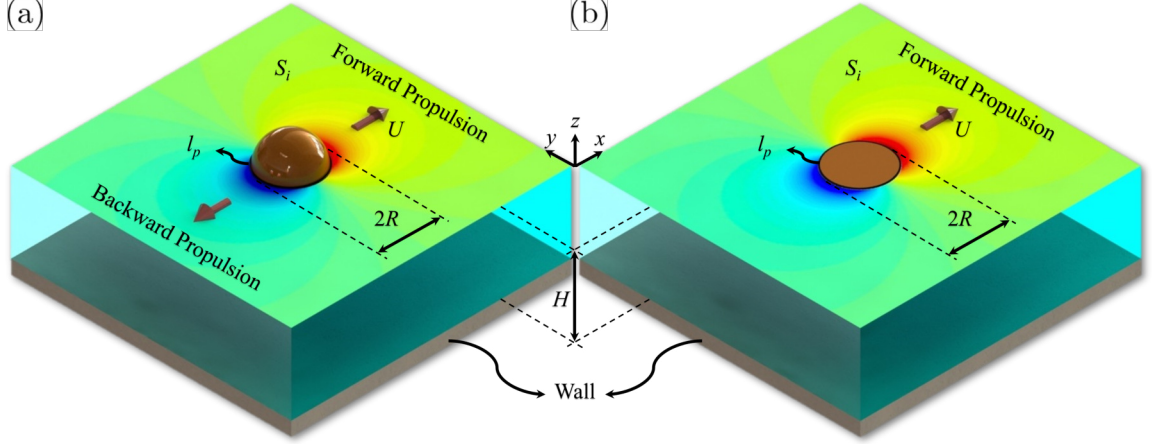 (a)
S_i
Forward Propulsion
U
l_p
Backward Propulsion
2R
(b)
S_i
Forward Propulsion
U
l_p
2R
z
y
x
H
Wall